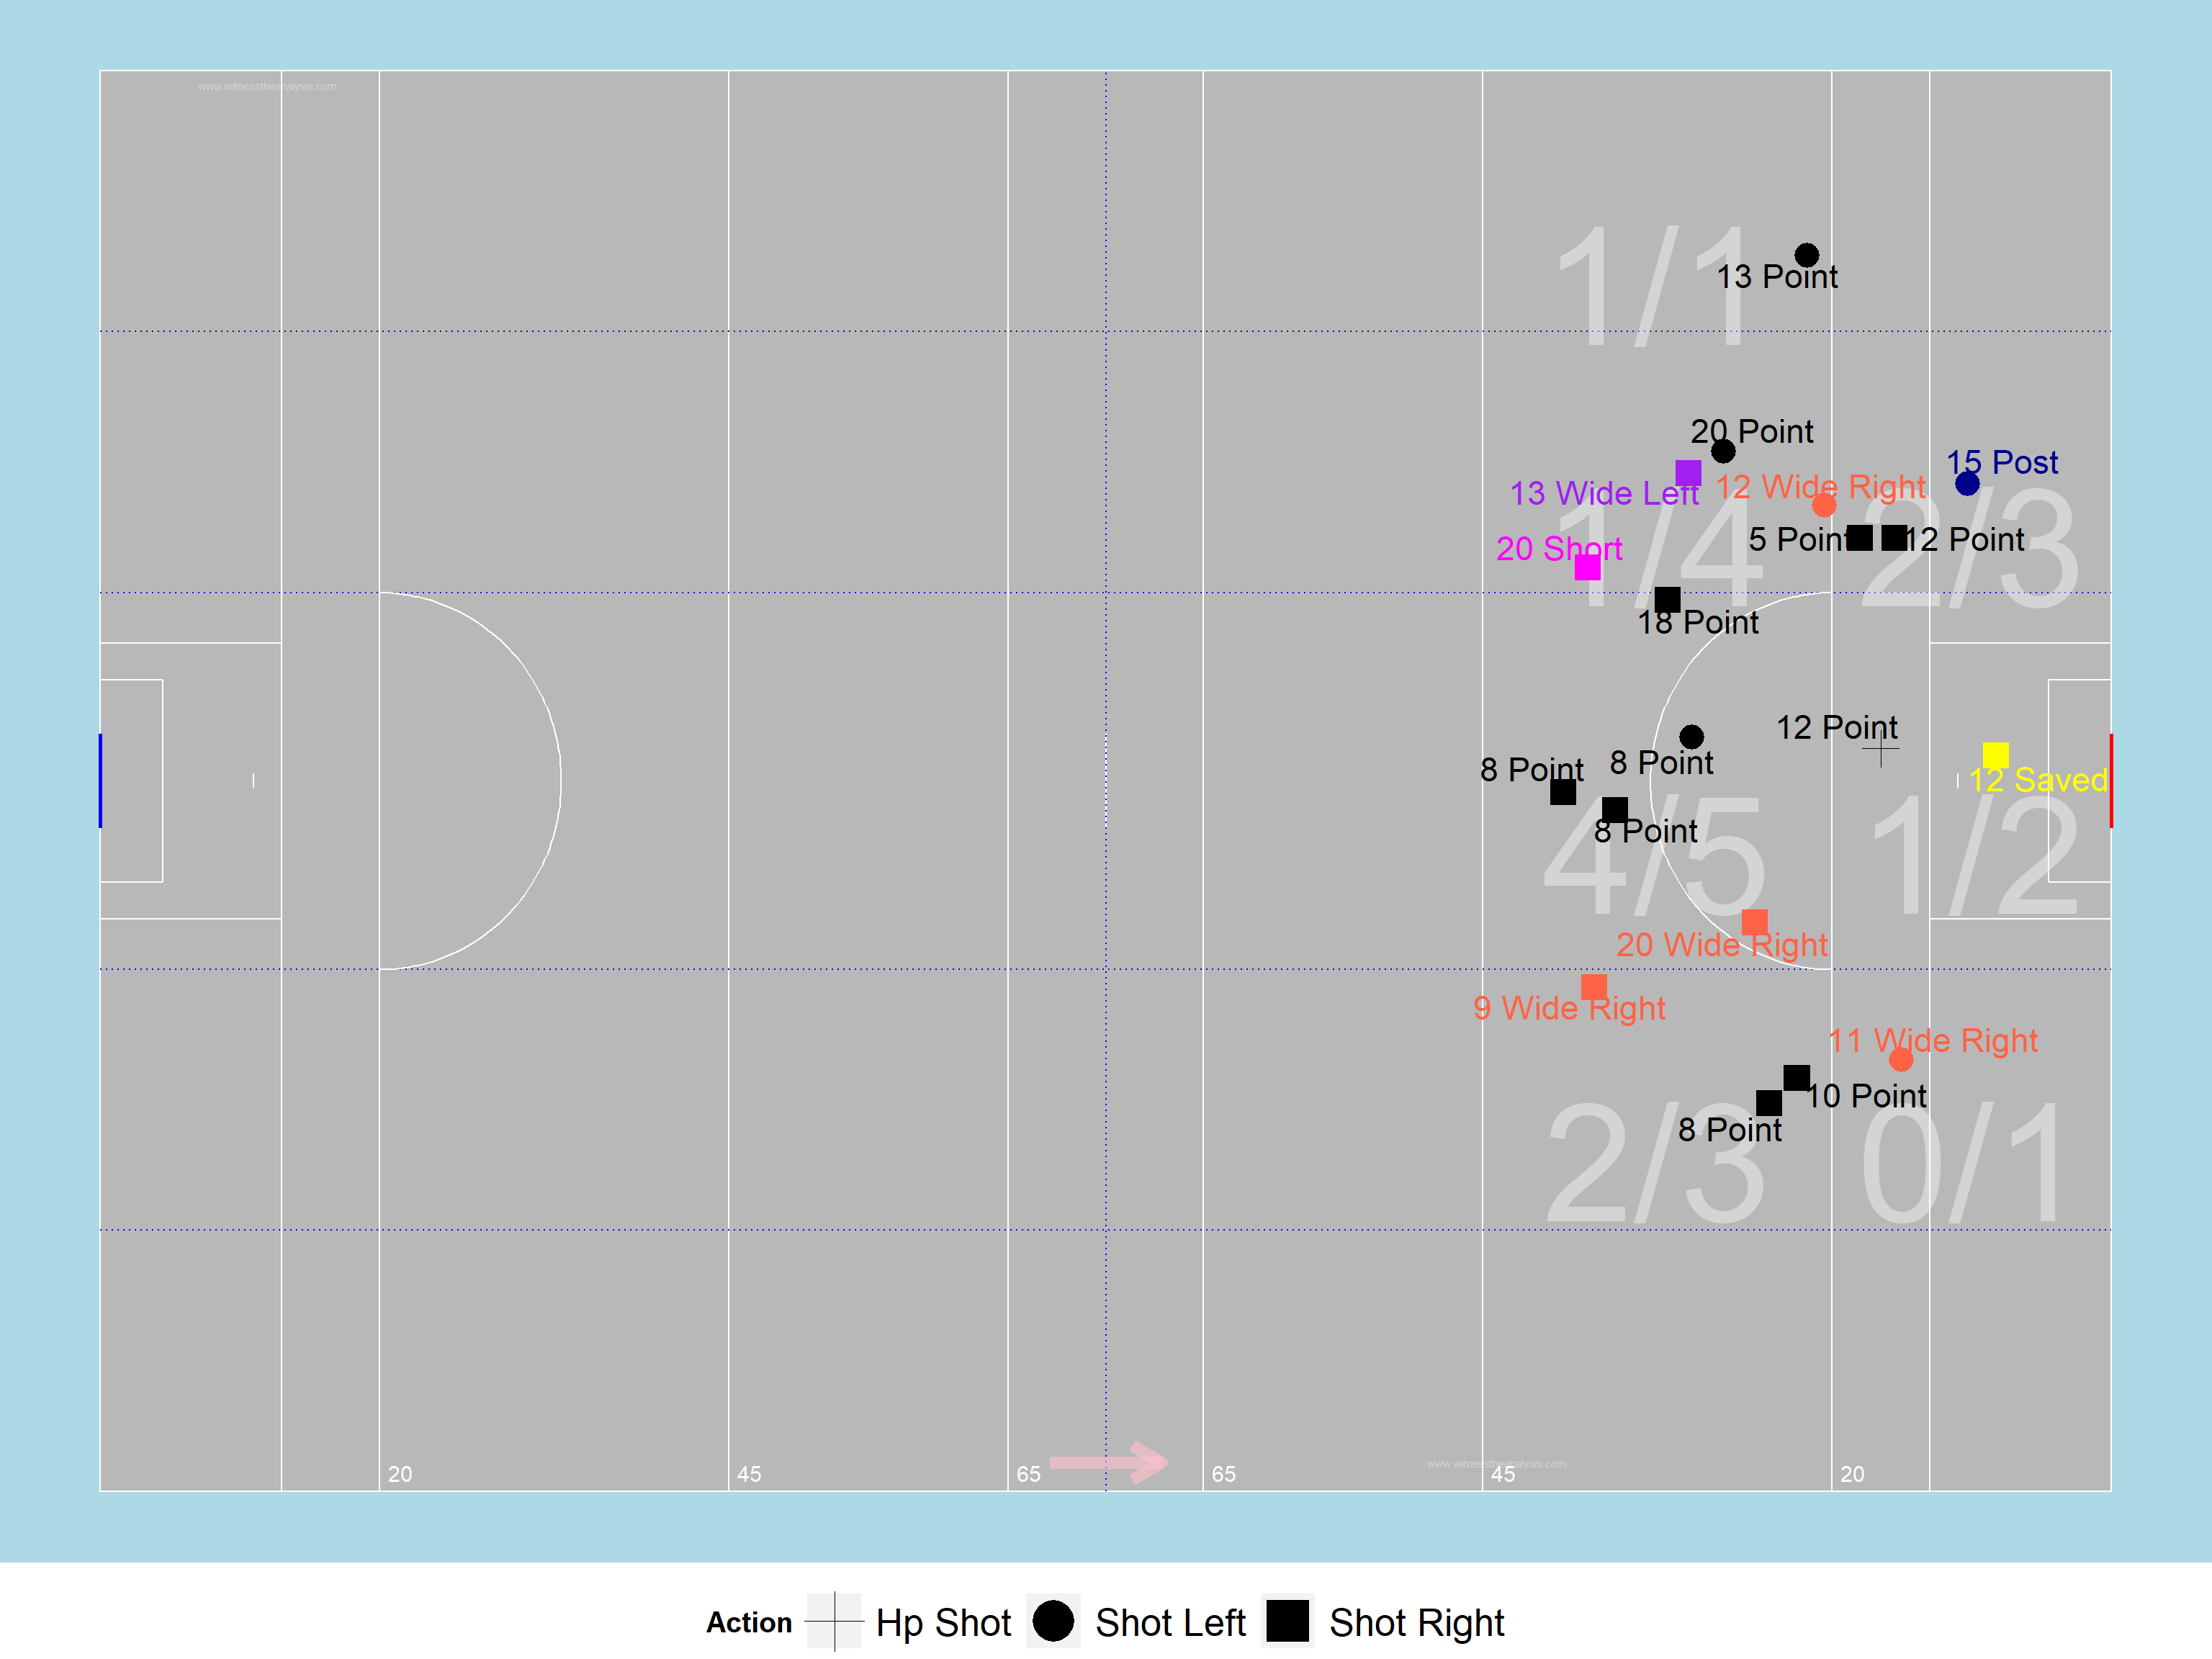 www.witnesstheanalysis.com
1/1
13 Point
20 Point
15 Post
13 Wide Left
12 Wide Right
1/4
2/3
5 Point
12 Point
20 Short
18 Point
12 Point
8 Point
8 Point
12 Saved
8 Point
4/5
1/2
20 Wide Right
9 Wide Right
11 Wide Right
10 Point
8 Point
2/3
0/1
www.witnesstheanalysis.com
20
45
65
65
45
20
Action Hp Shot Shot Left Shot Right